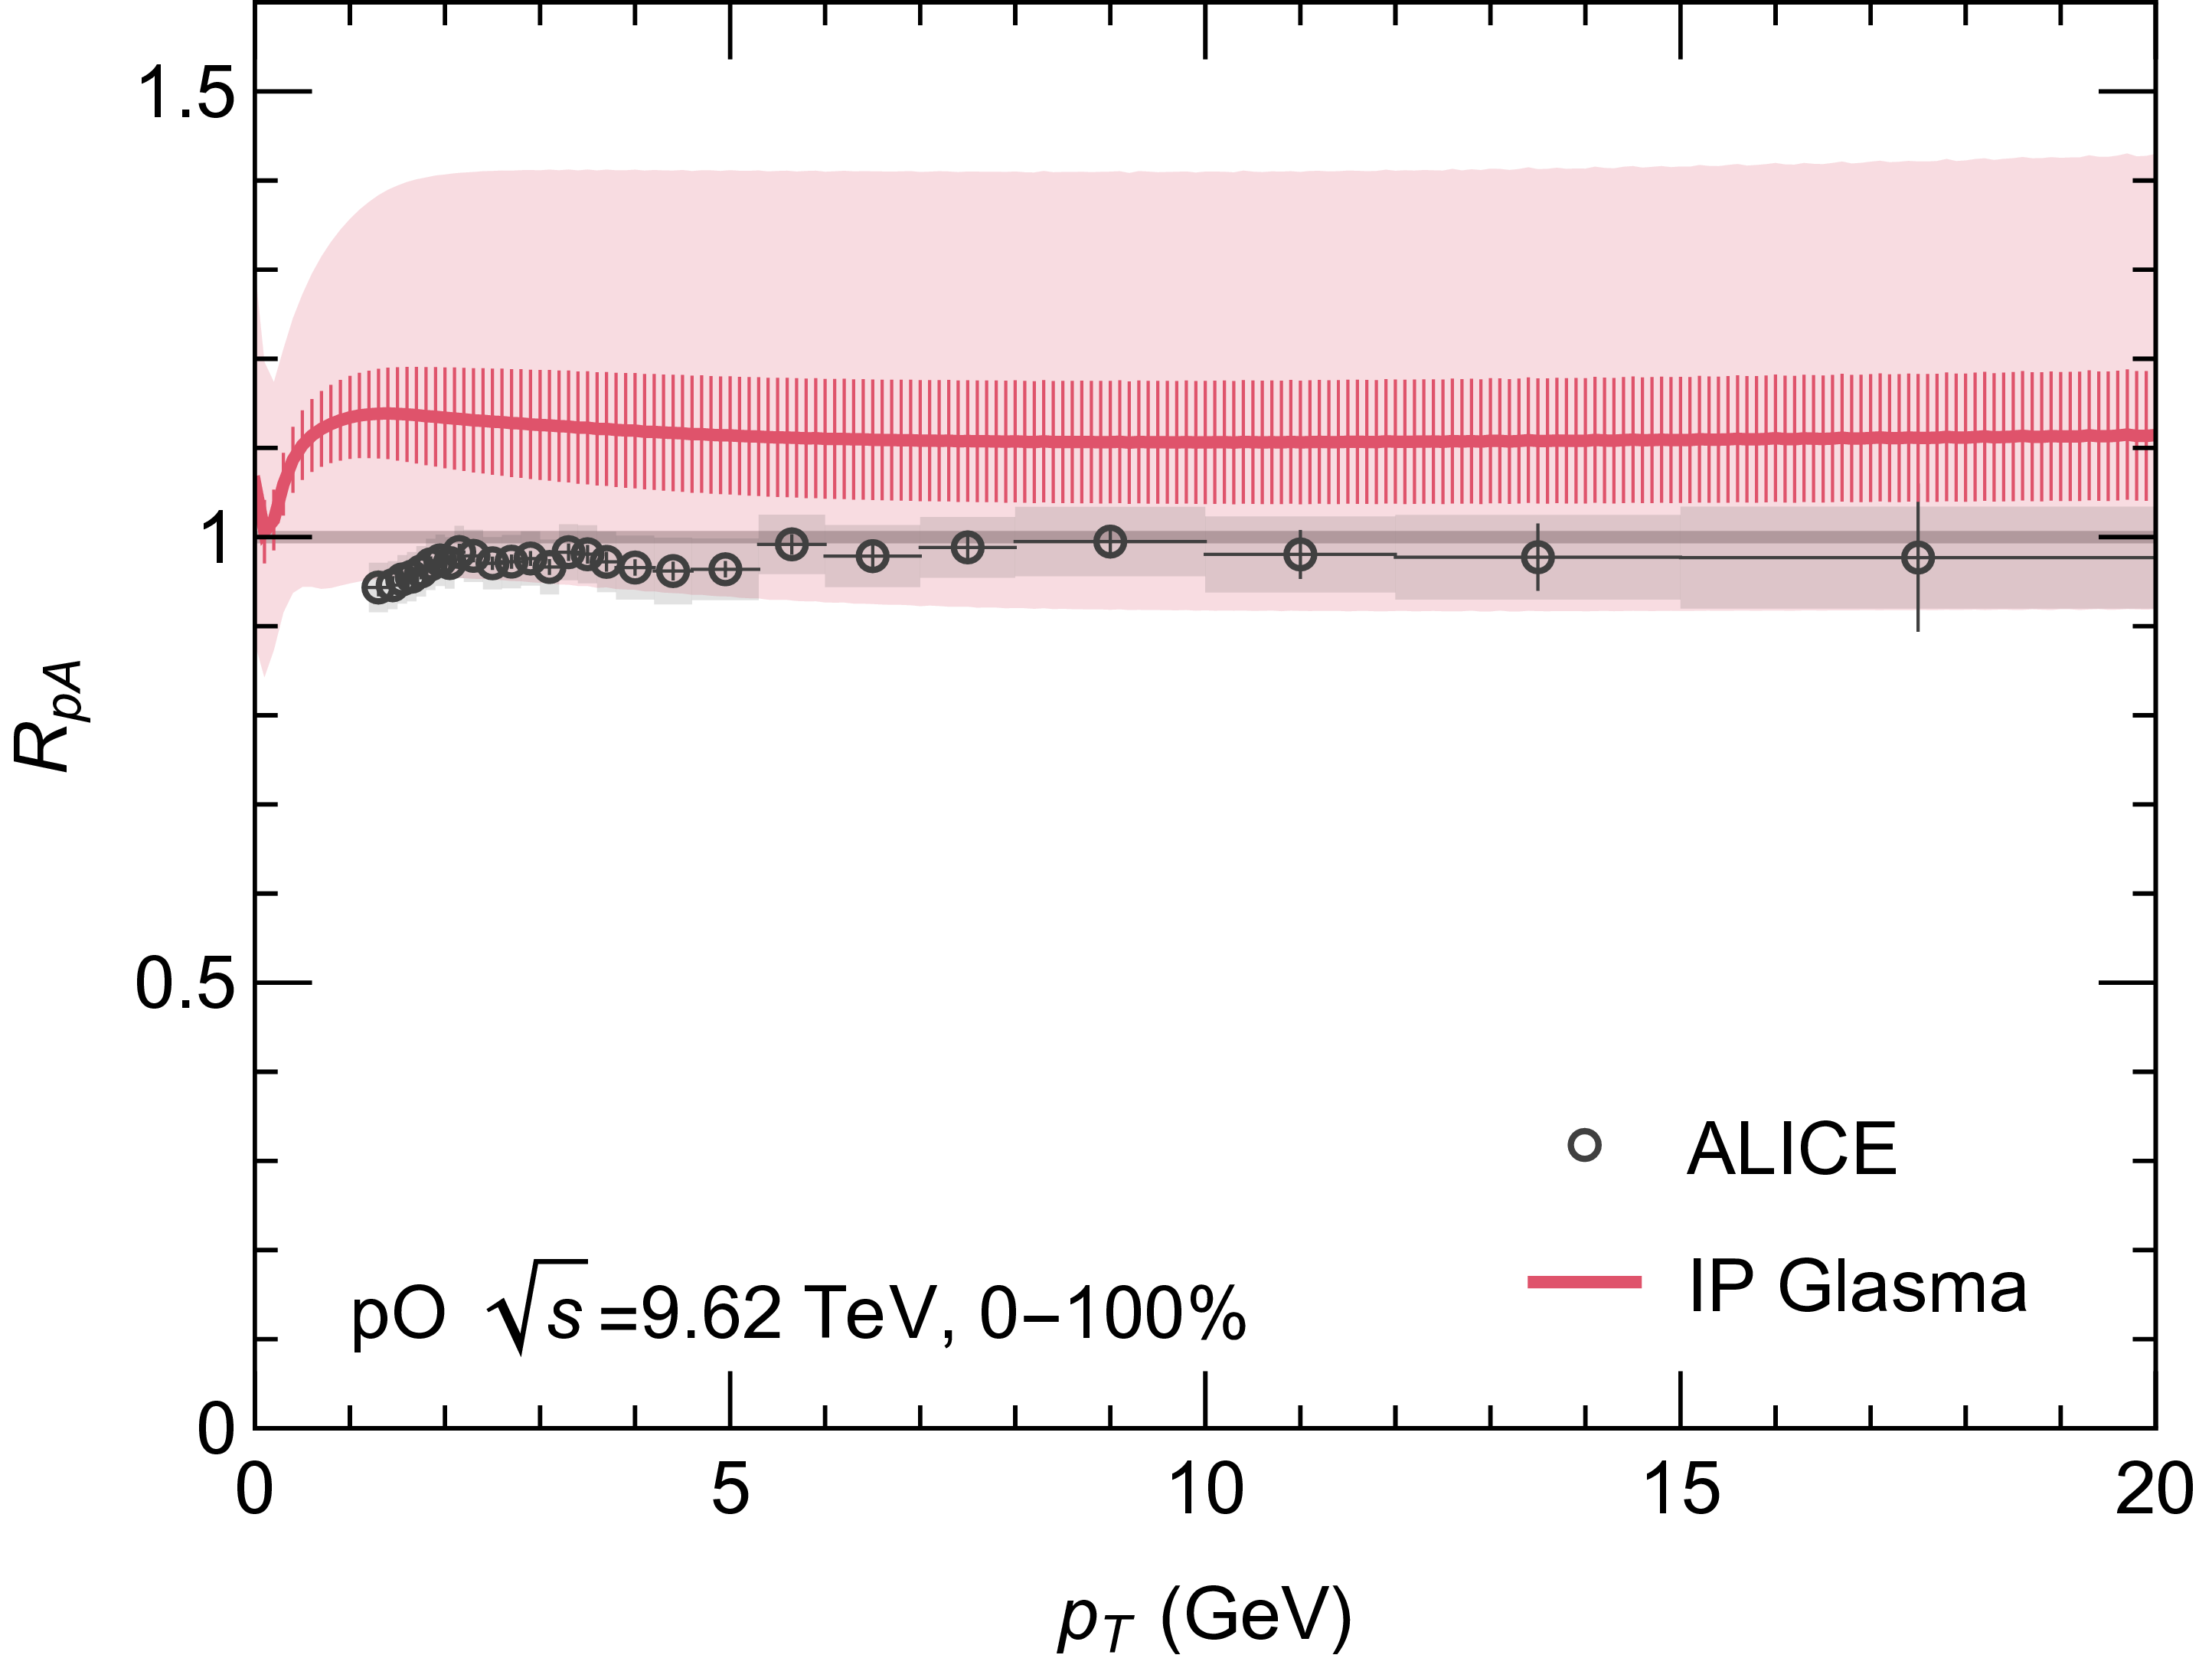 1.5
1
0.5
0
R_pA
ALICE
IP Glasma
pO √s=9.62 TeV, 0−100%
0 5 10 15 20
p_T (GeV)